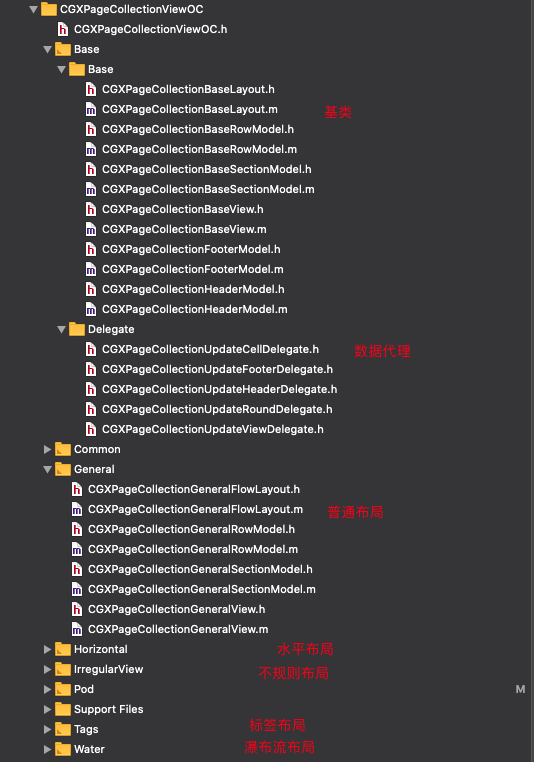 CGXPageCollectionViewOC
CGXPageCollectionViewOC.h
Base
Base
CGXPageCollectionBaseLayout.h
CGXPageCollectionBaseLayout.m 基类
CGXPageCollectionBaseRowModel.h
CGXPageCollectionBaseRowModel.m
CGXPageCollectionBaseSectionModel.h
CGXPageCollectionBaseSectionModel.m
CGXPageCollectionBaseView.h
CGXPageCollectionBaseView.m
CGXPageCollectionFooterModel.h
CGXPageCollectionFooterModel.m
CGXPageCollectionHeaderModel.h
CGXPageCollectionHeaderModel.m
Delegate
CGXPageCollectionUpdateCellDelegate.h 数据代理
CGXPageCollectionUpdateFooterDelegate.h
CGXPageCollectionUpdateHeaderDelegate.h
CGXPageCollectionUpdateRoundDelegate.h
CGXPageCollectionUpdateViewDelegate.h
Common
General
CGXPageCollectionGeneralFlowLayout.h
CGXPageCollectionGeneralFlowLayout.m 普通布局
CGXPageCollectionGeneralRowModel.h
CGXPageCollectionGeneralRowModel.m
CGXPageCollectionGeneralSectionModel.h
CGXPageCollectionGeneralSectionModel.m
CGXPageCollectionGeneralView.h
CGXPageCollectionGeneralView.m
Horizontal 水平布局
IrregularView 不规则布局
Pod M
Support Files
Tags 标签布局
Water 瀑布流布局